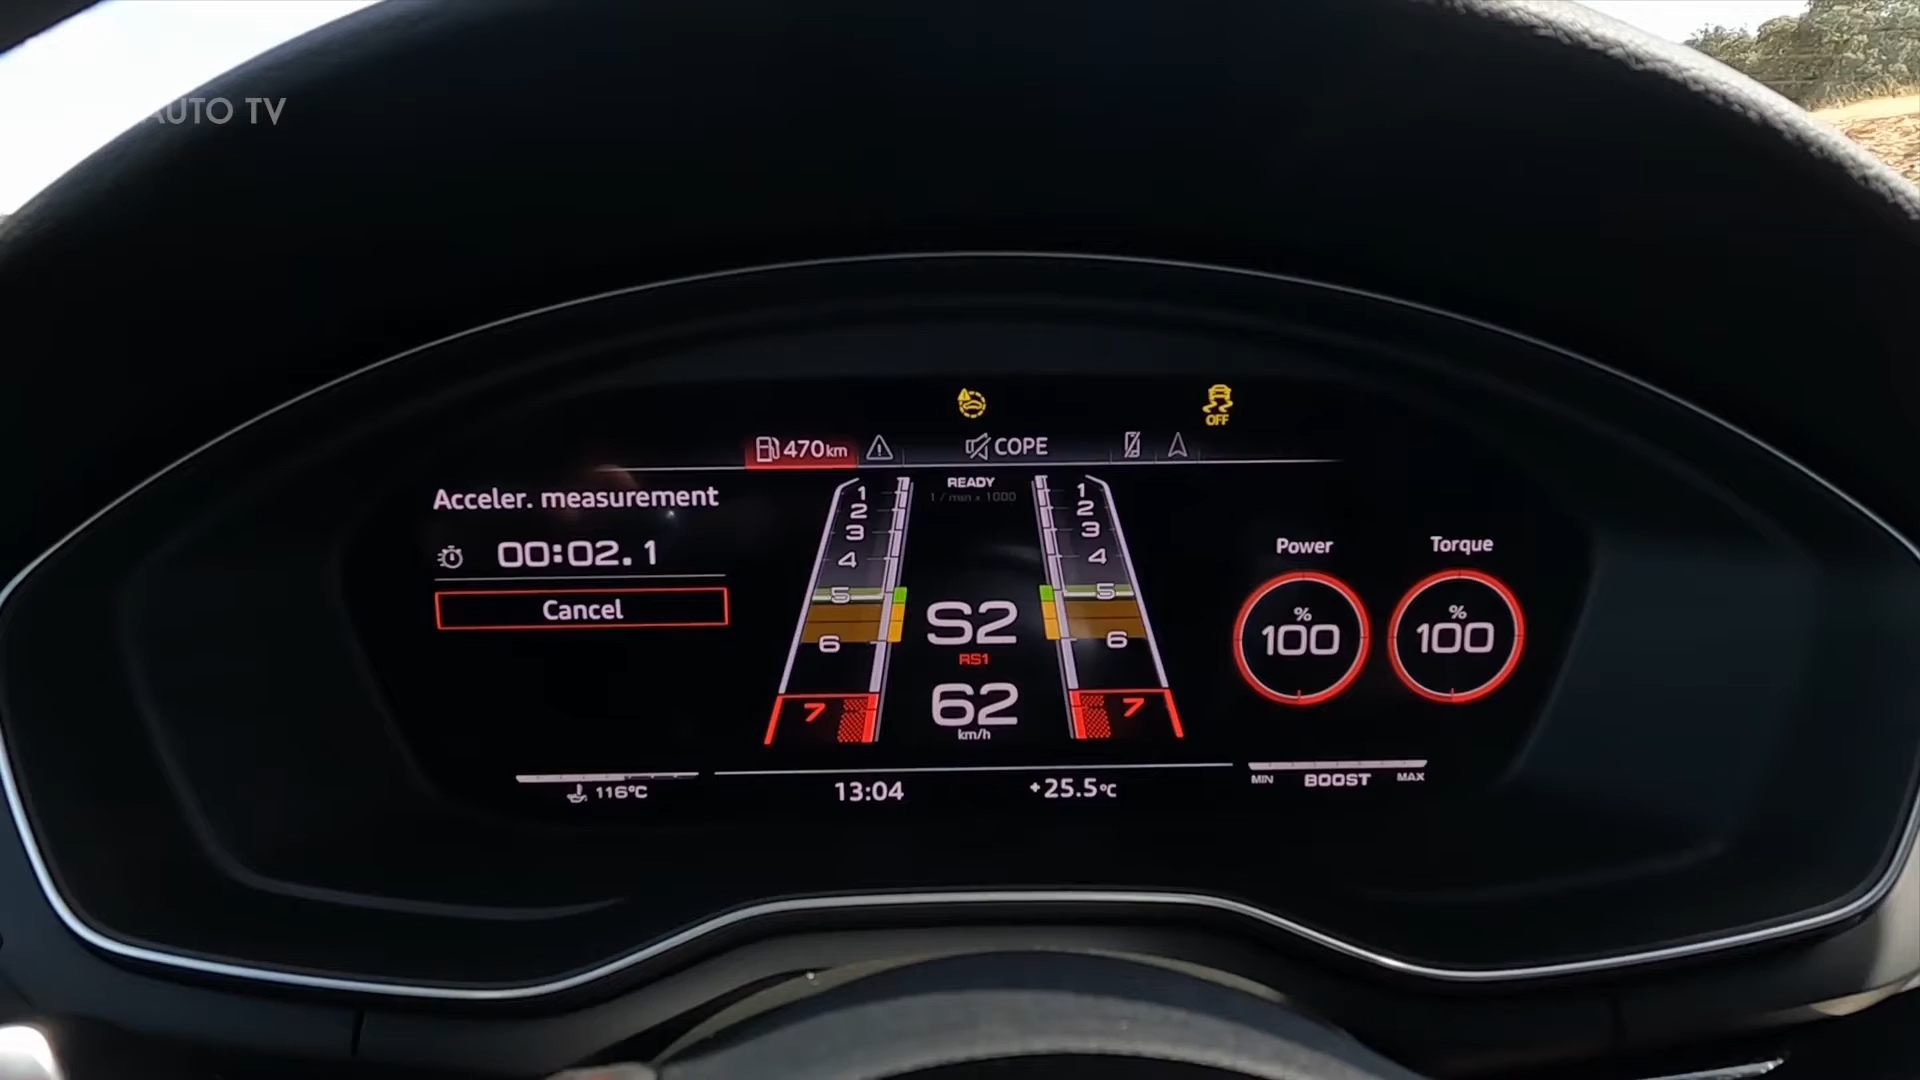 AUTO TV
OFF
470km
COPE
Acceler. measurement
00:02.1
Cancel
READY
1 / min x 1000
1
2
3
4
5
6
7
1
2
3
4
5
6
7
S2
RS1
62
km/h
Power
%
100
Torque
%
100
116°C
13:04
+25.5°C
MIN
BOOST
MAX